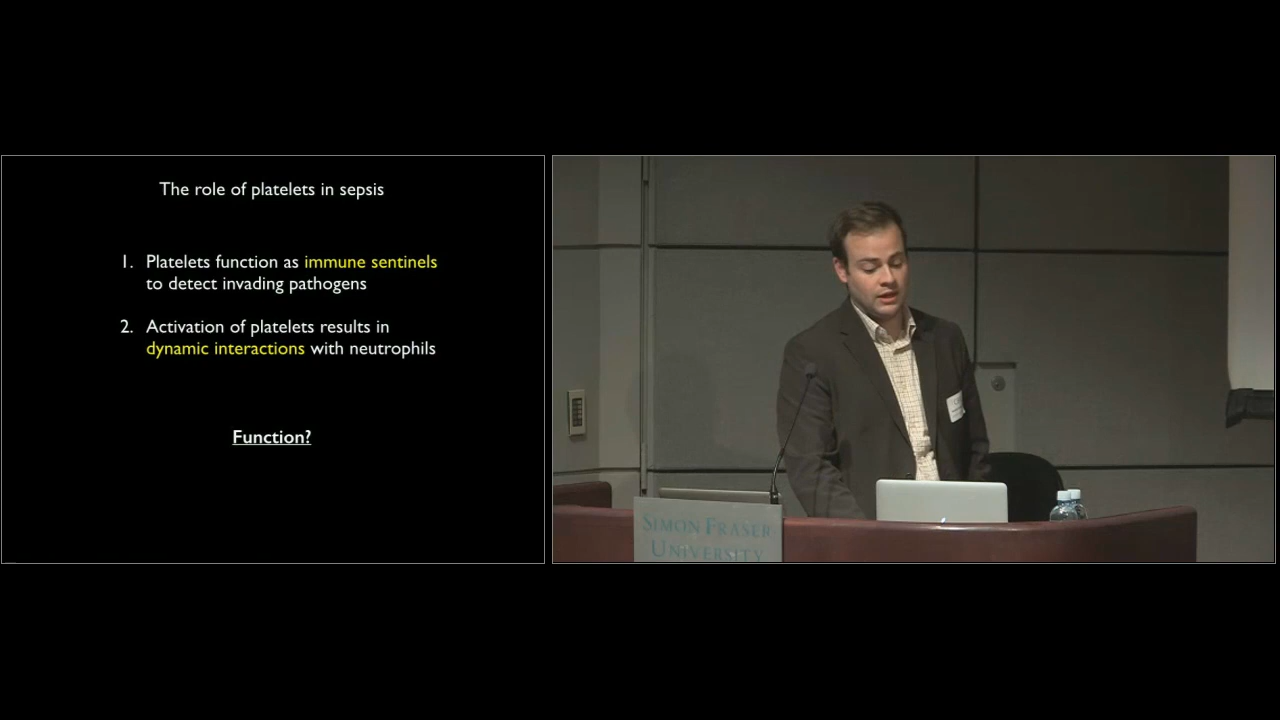 The role of platelets in sepsis
1. Platelets function as immune sentinels
to detect invading pathogens
2. Activation of platelets results in
dynamic interactions with neutrophils
Function?
SIMON FRASER
UNIVERSITY